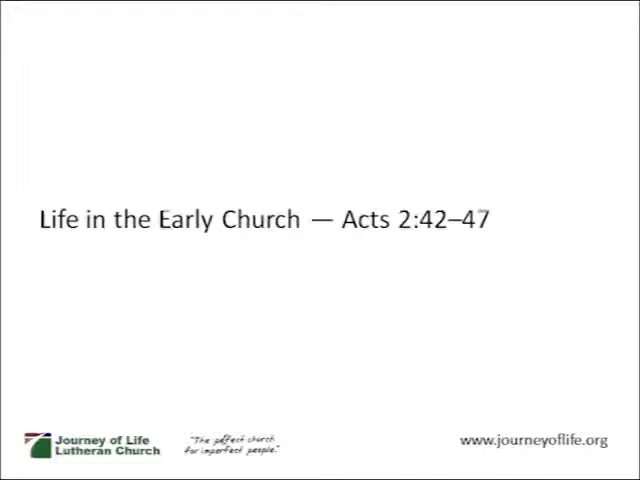 Life in the Early Church — Acts 2:42–47
Journey of Life
Lutheran Church
"The perfect church
for imperfect people."
www.journeyoflife.org